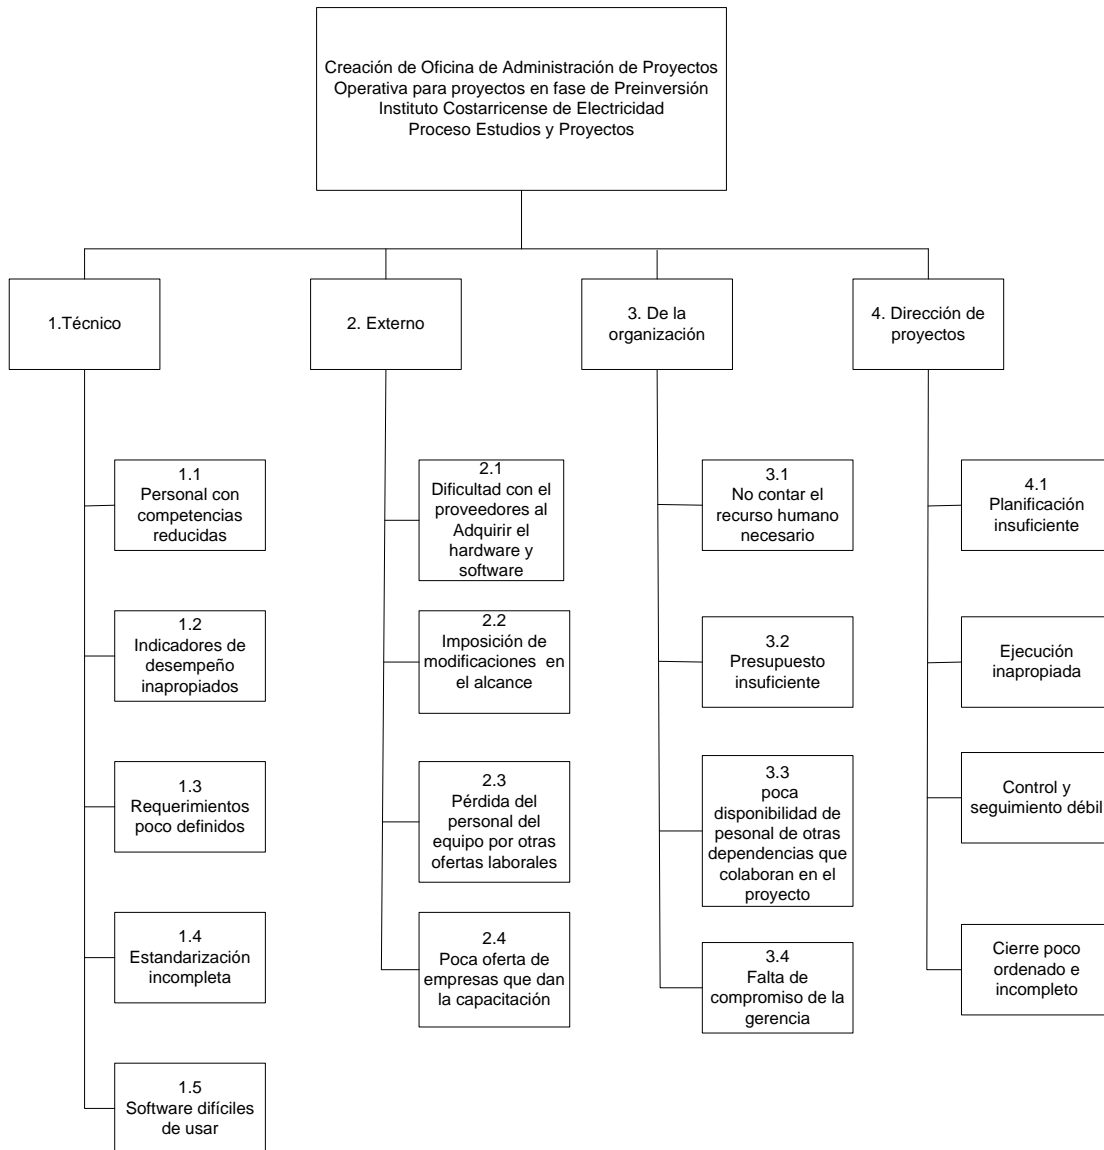 Creación de Oficina de Administración de Proyectos
Operativa para proyectos en fase de Preinversión
Instituto Costarricense de Electricidad
Proceso Estudios y Proyectos
1.Técnico
2. Externo
3. De la
organización
4. Dirección de
proyectos
1.1
Personal con
competencias
reducidas
1.2
Indicadores de
desempeño
inapropiados
1.3
Requerimientos
poco definidos
1.4
Estandarización
incompleta
1.5
Software difíciles
de usar
2.1
Dificultad con el
proveedores al
Adquirir el
hardware y
software
2.2
Imposición de
modificaciones en
el alcance
2.3
Pérdida del
personal del
equipo por otras
ofertas laborales
2.4
Poca oferta de
empresas que dan
la capacitación
3.1
No contar el
recurso humano
necesario
3.2
Presupuesto
insuficiente
3.3
poca
disponibilidad de
pesonal de otras
dependencias que
colaboran en el
proyecto
3.4
Falta de
compromiso de la
gerencia
4.1
Planificación
insuficiente
Ejecución
inapropiada
Control y
seguimiento débil
Cierre poco
ordenado e
incompleto